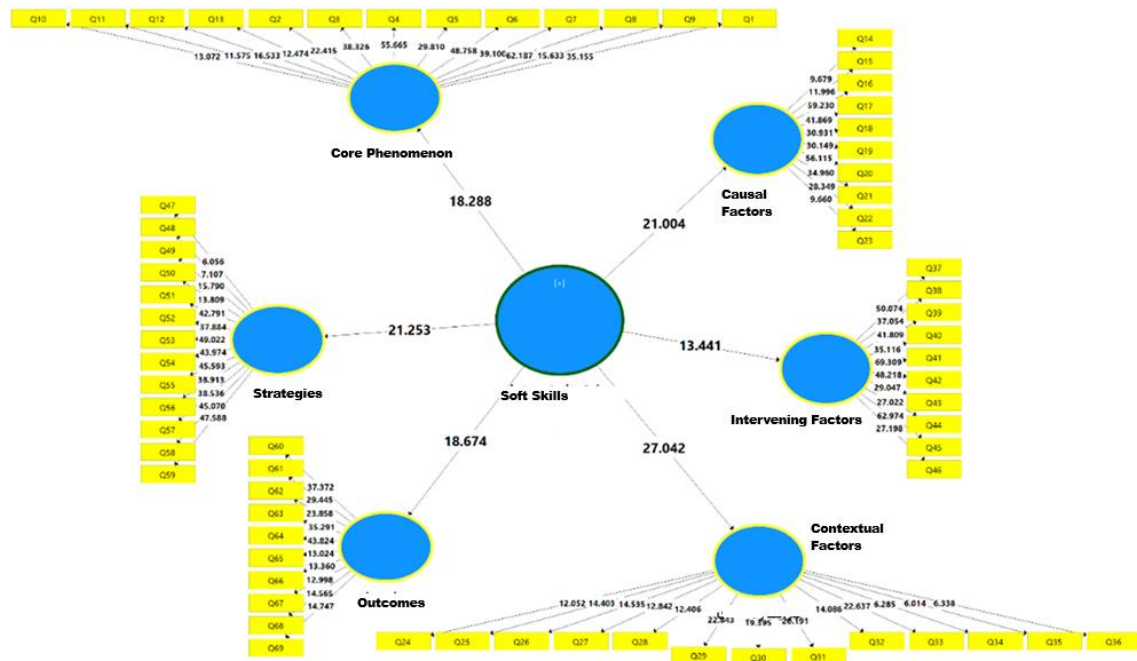 Q10 Q11 Q12 Q13 Q2 Q3 Q4 Q5 Q6 Q7 Q8 Q9 Q1
13.072 11.575 16.533 12.474 22.415 38.326 55.665 29.810 48.758 39.100 62.187 15.633 35.155
Core Phenomenon
18.288
Q14
Q15
Q16
Q17
Q18
Q19
Q20
Q21
Q22
Q23
9.679
11.996
59.230
41.869
30.931
30.149
56.115
34.960
28.349
9.660
Causal
Factors
21.004
Q47
Q48
Q49
Q50
Q51
Q52
Q53
Q54
Q55
Q56
Q57
Q58
Q59
6.056
7.107
15.790
13.809
42.791
37.884
49.022
43.974
45.593
38.913
38.536
45.070
47.588
Strategies
21.253
[+]
Soft Skills
13.441
Q37
Q38
Q39
Q40
Q41
Q42
Q43
Q44
Q45
Q46
50.074
37.054
41.809
35.116
69.309
48.218
29.047
27.022
62.974
27.198
Intervening Factors
18.674
27.042
Q60
Q61
Q62
Q63
Q64
Q65
Q66
Q67
Q68
Q69
37.372
29.445
23.858
35.291
43.824
13.024
13.360
12.998
14.565
14.747
Outcomes
Contextual
Factors
12.052 14.403 14.535 12.842 12.406 22.843 19.395 14.086 22.637 6.285 6.014 6.338
Q24 Q25 Q26 Q27 Q28 Q29 Q30 Q31 Q32 Q33 Q34 Q35 Q36